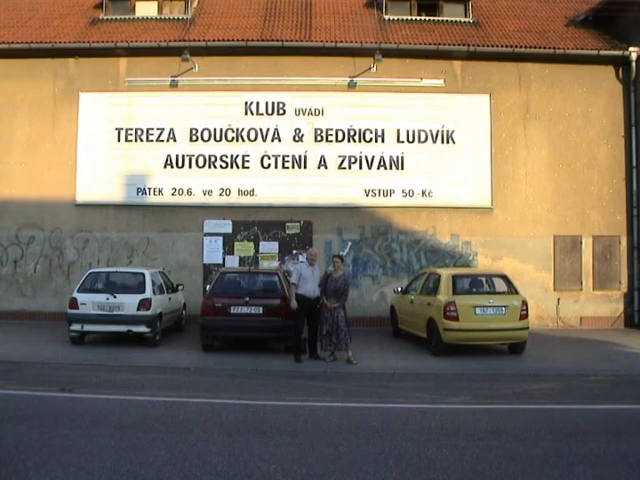 KLUB UVÁDÍ
TEREZA BOUČKOVÁ & BEDŘICH LUDVÍK
AUTORSKÉ ČTENÍ A ZPÍVÁNÍ
PÁTEK 20.6. ve 20 hod. VSTUP 50-Kč